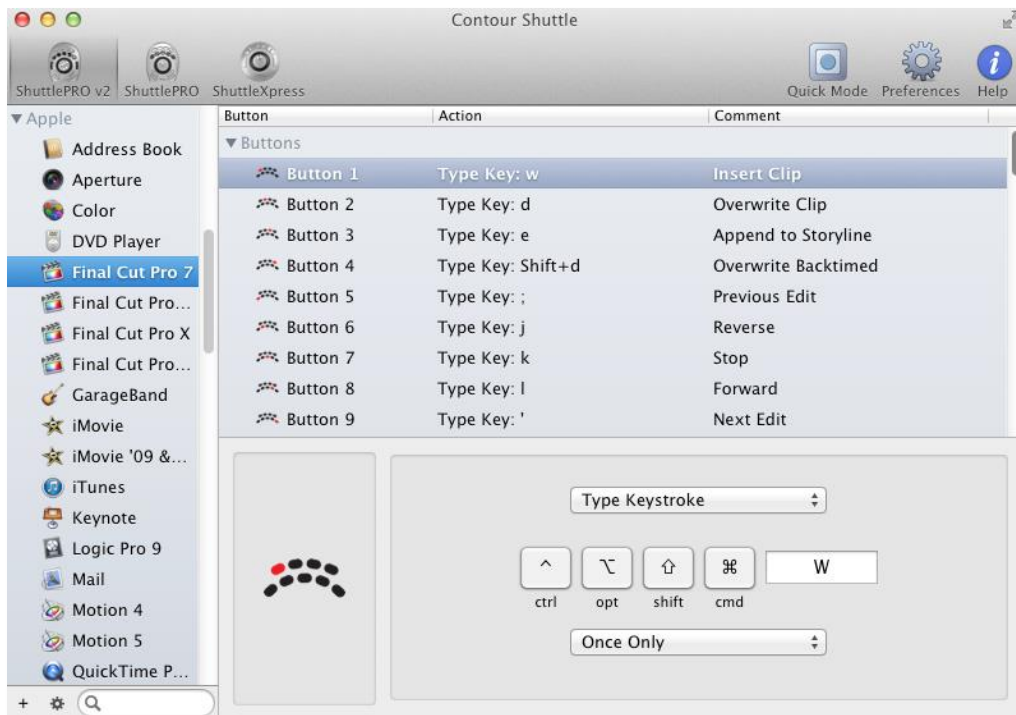 Contour Shuttle
ShuttlePRO v2 ShuttlePRO ShuttleXpress Quick Mode Preferences Help
Apple
Address Book
Aperture
Color
DVD Player
Final Cut Pro 7
Final Cut Pro...
Final Cut Pro X
Final Cut Pro...
GarageBand
iMovie
iMovie '09 &...
iTunes
Keynote
Logic Pro 9
Mail
Motion 4
Motion 5
QuickTime P...
Button Action Comment
Buttons
Button 1 Type Key: w Insert Clip
Button 2 Type Key: d Overwrite Clip
Button 3 Type Key: e Append to Storyline
Button 4 Type Key: Shift+d Overwrite Backtimed
Button 5 Type Key: ; Previous Edit
Button 6 Type Key: j Reverse
Button 7 Type Key: k Stop
Button 8 Type Key: l Forward
Button 9 Type Key: ' Next Edit
Type Keystroke
^ ⌥ ⇧ ⌘ W
ctrl opt shift cmd
Once Only